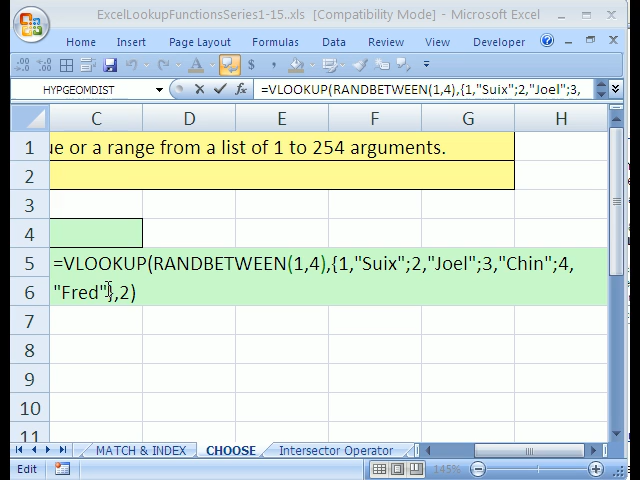 ExcelLookupFunctionsSeries1-15..xls [Compatibility Mode] - Microsoft Excel
Home Insert Page Layout Formulas Data Review View Developer
HYPGEOMDIST =VLOOKUP(RANDBETWEEN(1,4),{1,"Suix";2,"Joel";3,
C D E F G H
1 ue or a range from a list of 1 to 254 arguments.
2
3
4
5 =VLOOKUP(RANDBETWEEN(1,4),{1,"Suix";2,"Joel";3,"Chin";4,
6 "Fred"},2)
7
8
9
10
11
MATCH & INDEX CHOOSE Intersector Operator
Edit 145%